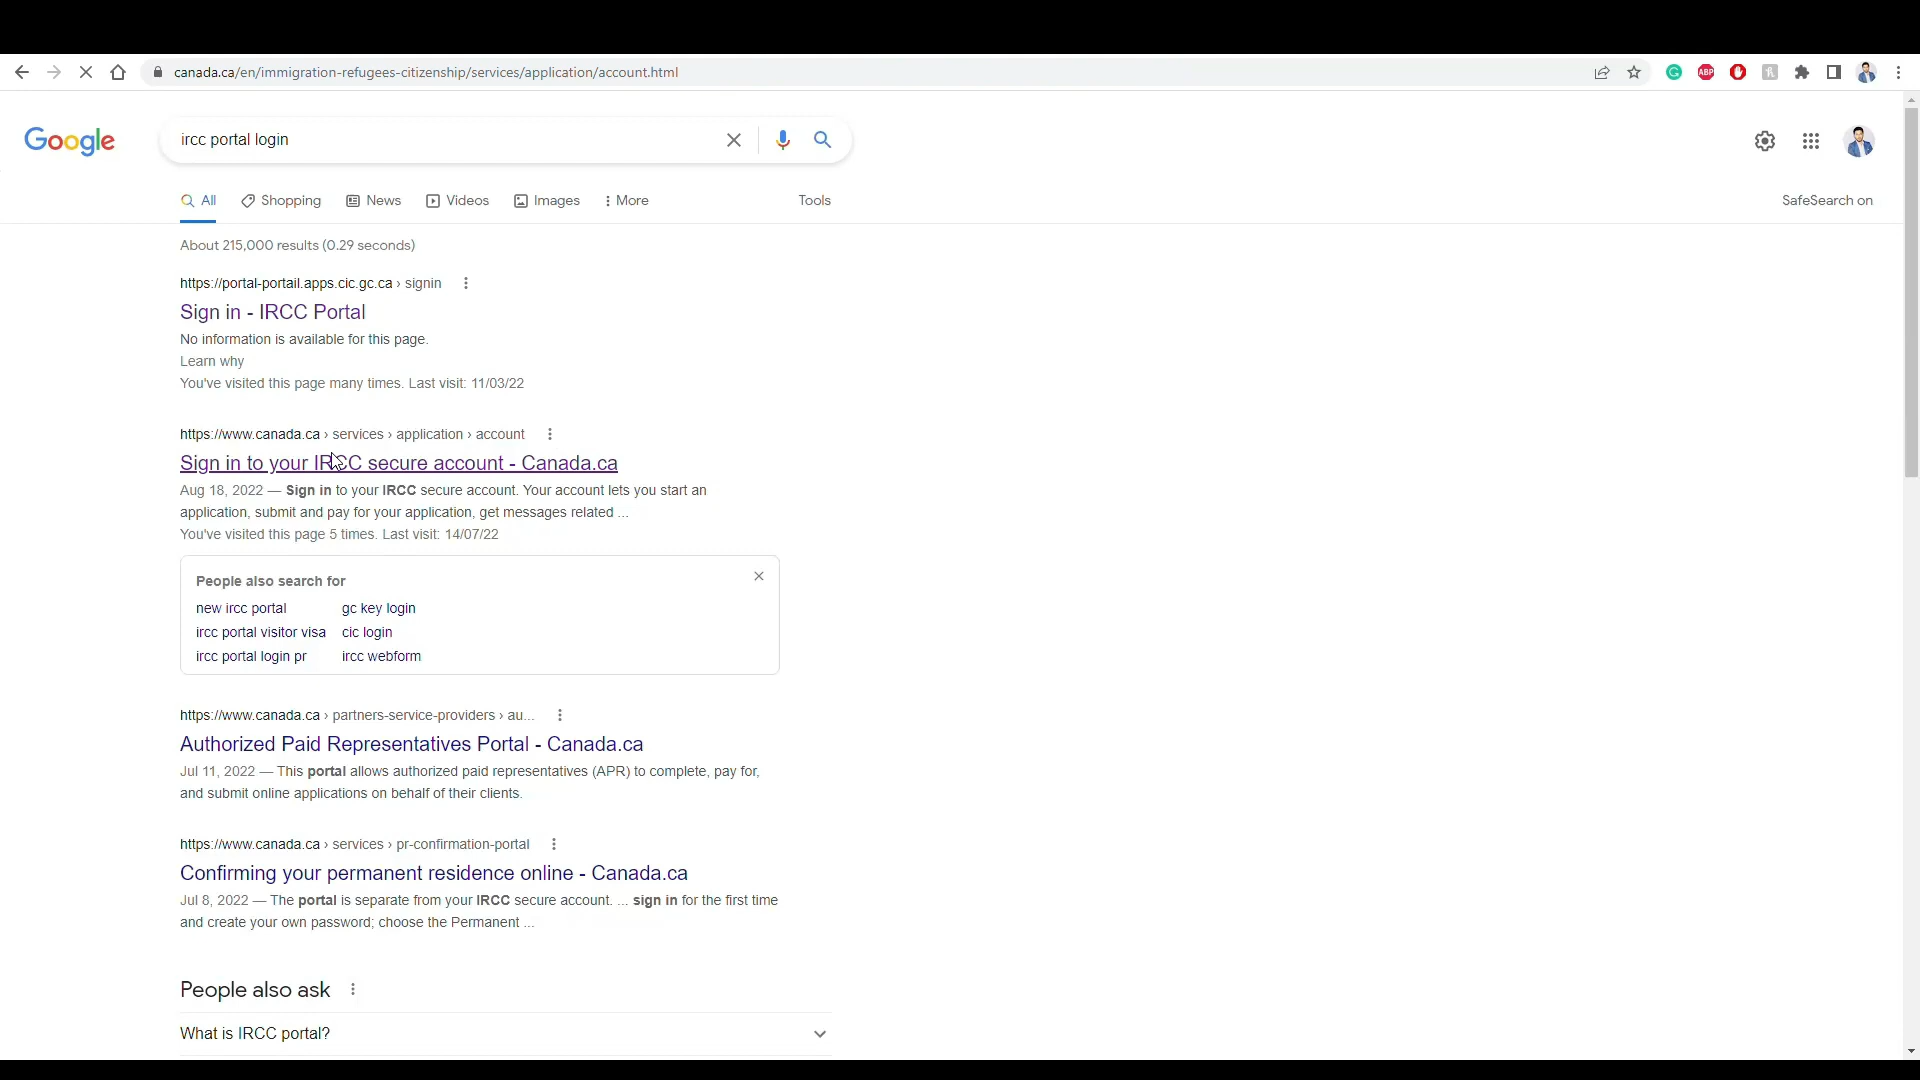 canada.ca/en/immigration-refugees-citizenship/services/application/account.html
ABP
Google
ircc portal login
All
Shopping
News
Videos
Images
More
Tools
SafeSearch on
About 215,000 results (0.29 seconds)
https://portal-portail.apps.cic.gc.ca › signin
Sign in - IRCC Portal
No information is available for this page.
Learn why
You've visited this page many times. Last visit: 11/03/22
https://www.canada.ca › services › application › account
Sign in to your IRCC secure account - Canada.ca
Aug 18, 2022 — Sign in to your IRCC secure account. Your account lets you start an
application, submit and pay for your application, get messages related ...
You've visited this page 5 times. Last visit: 14/07/22
People also search for
new ircc portal
gc key login
ircc portal visitor visa
cic login
ircc portal login pr
ircc webform
https://www.canada.ca › partners-service-providers › au...
Authorized Paid Representatives Portal - Canada.ca
Jul 11, 2022 — This portal allows authorized paid representatives (APR) to complete, pay for,
and submit online applications on behalf of their clients.
https://www.canada.ca › services › pr-confirmation-portal
Confirming your permanent residence online - Canada.ca
Jul 8, 2022 — The portal is separate from your IRCC secure account. ... sign in for the first time
and create your own password; choose the Permanent ...
People also ask
What is IRCC portal?